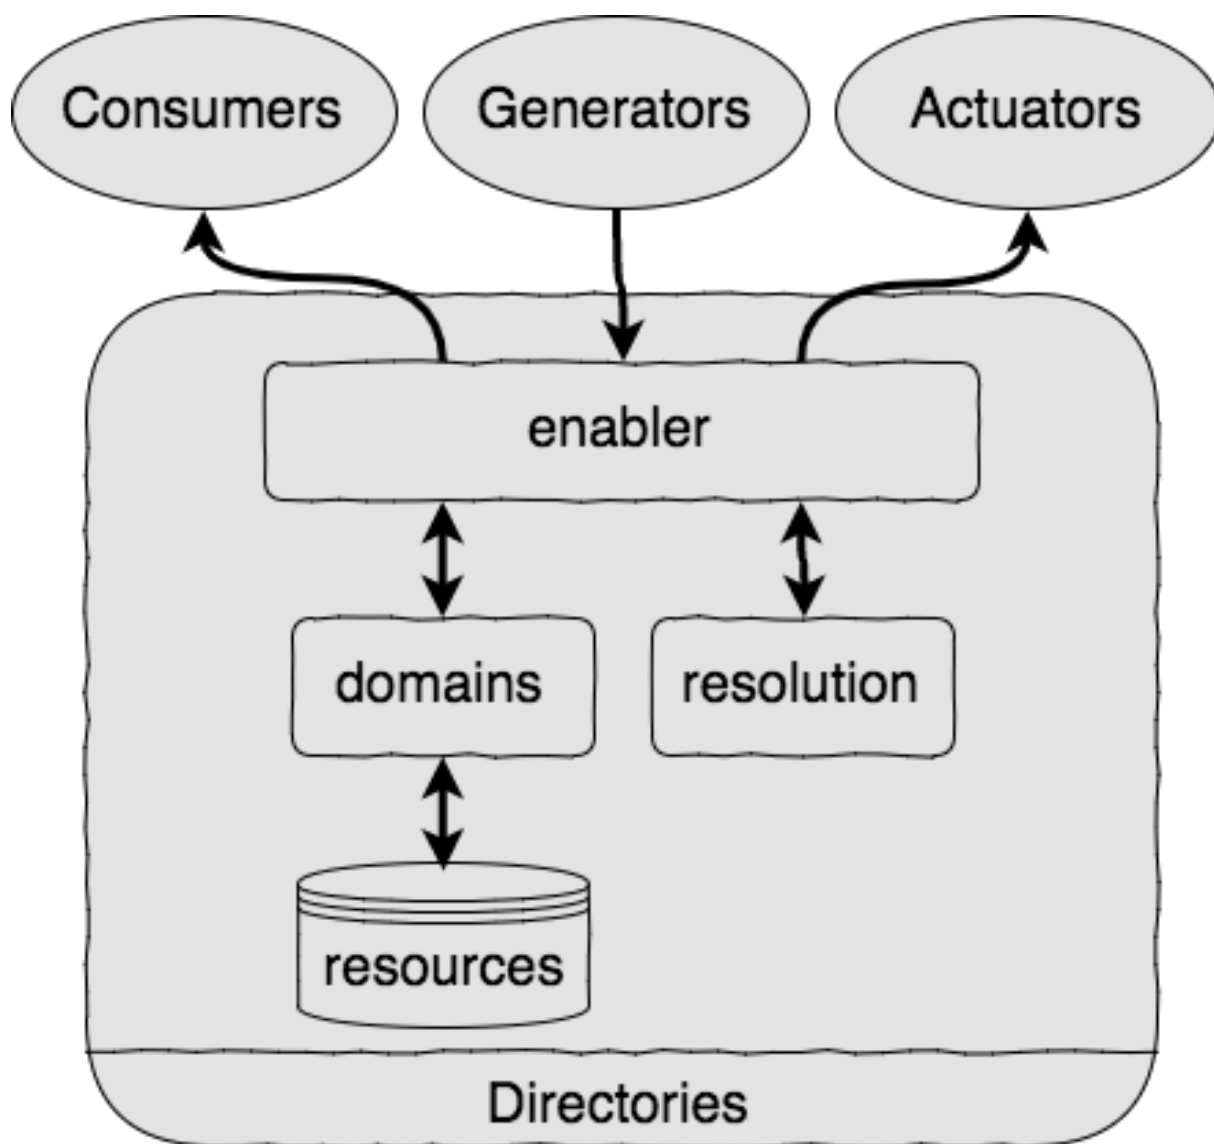 Consumers
Generators
Actuators
enabler
domains
resolution
resources
Directories